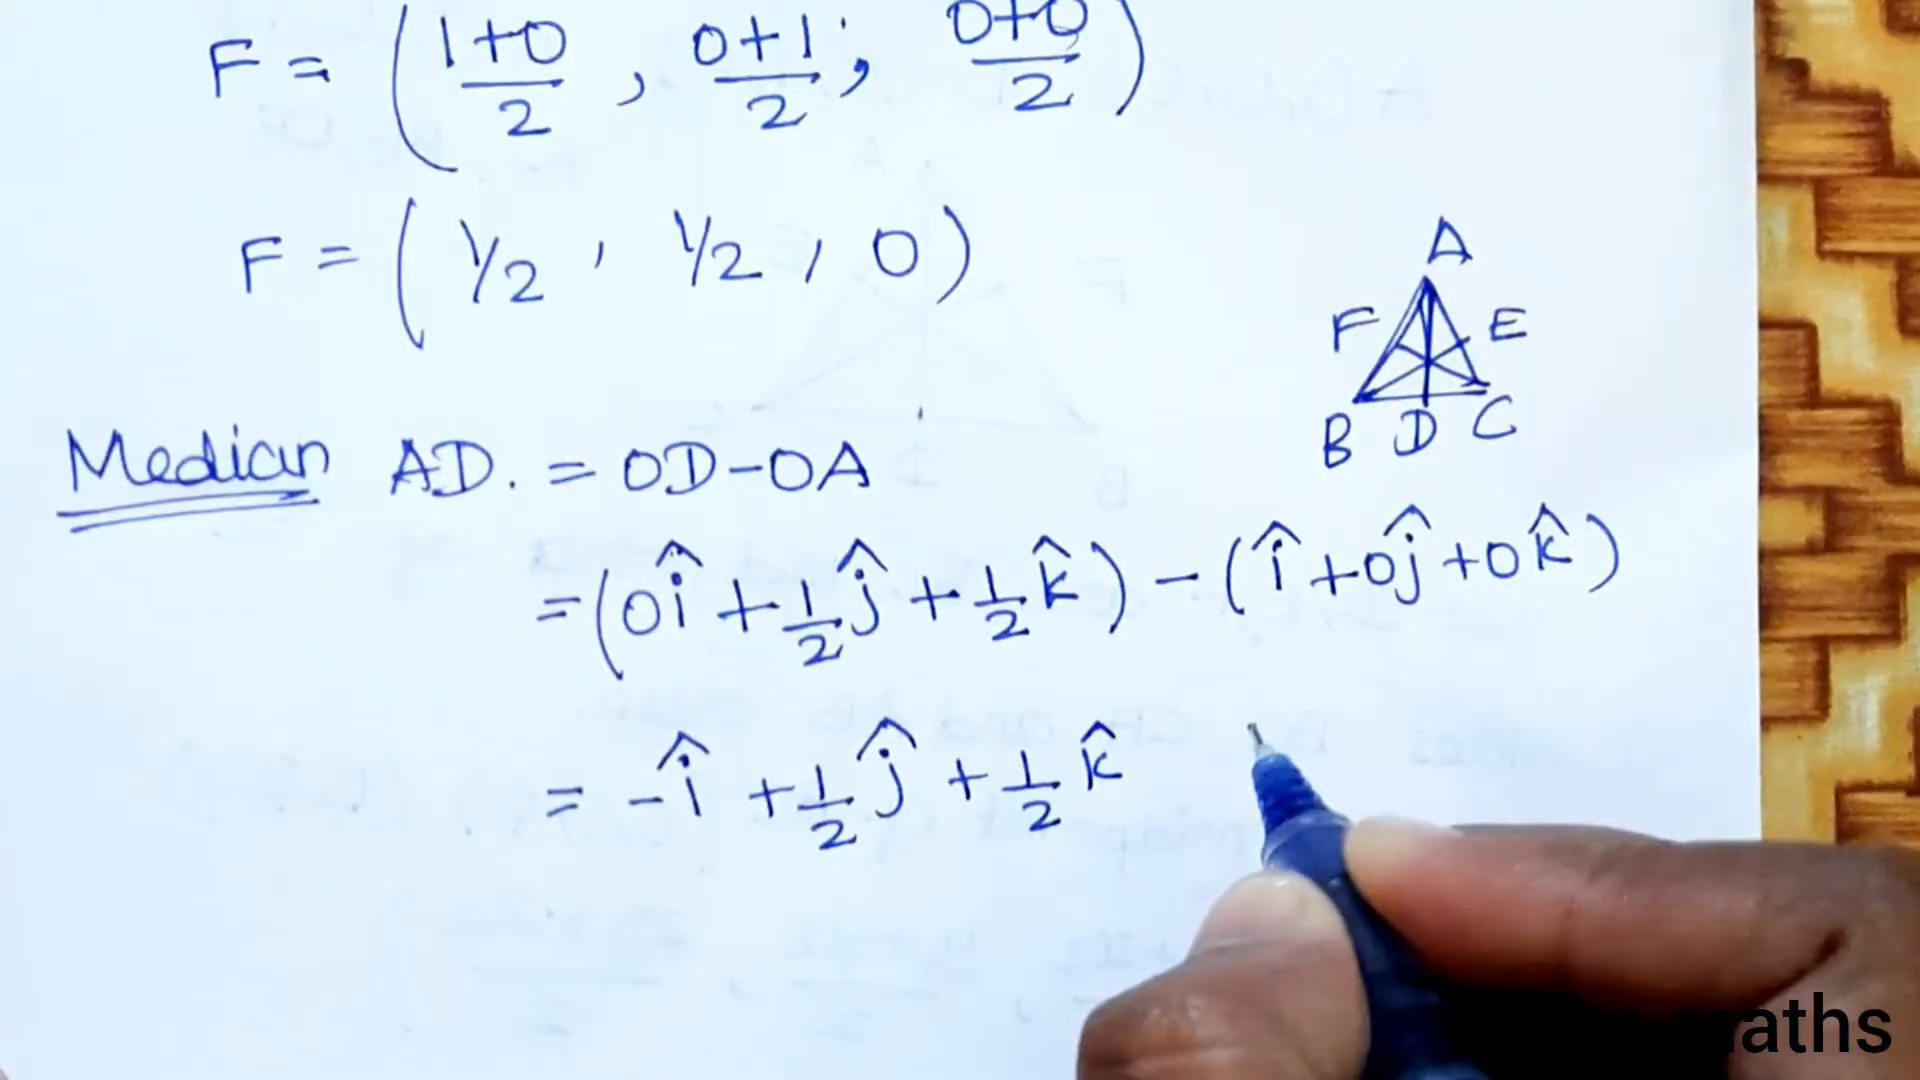 F = (1+0/2, 0+1/2, 0+0/2)
F = (1/2, 1/2, 0)
A
F E
B D C
Median AD. = OD-OA
= (0î + 1/2 ĵ + 1/2 k̂) - (î + 0ĵ + 0k̂)
= -î + 1/2 ĵ + 1/2 k̂
aths